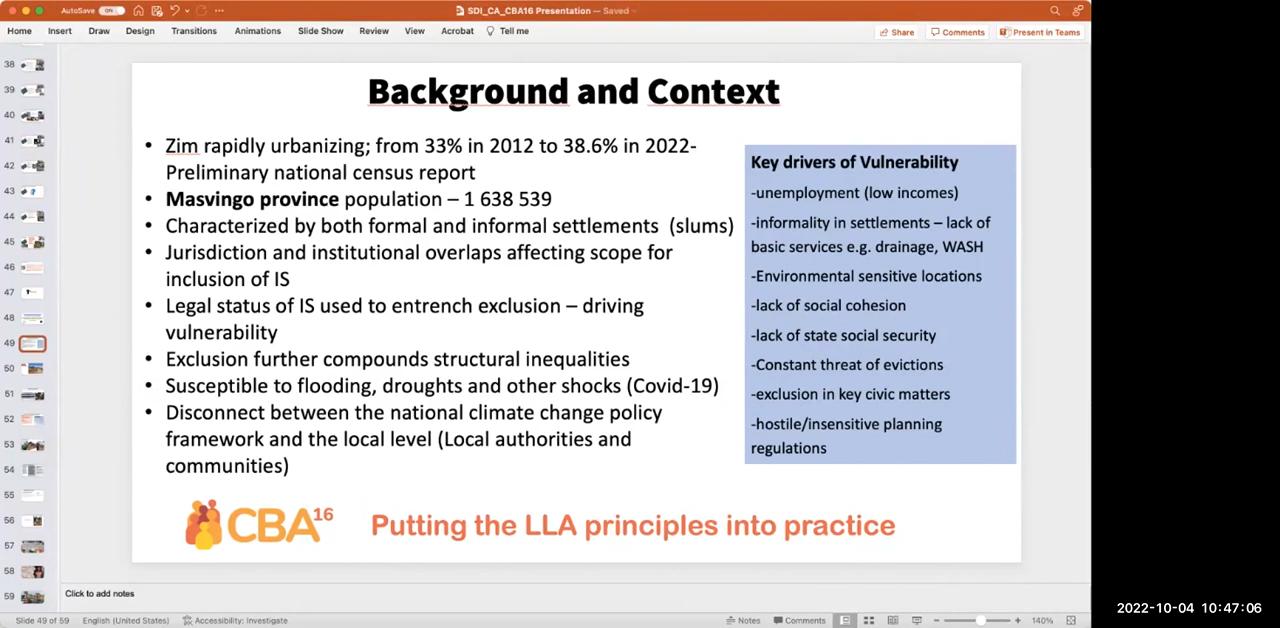 AutoSave ON
SDI_CA_CBA16 Presentation — Saved
Home Insert Draw Design Transitions Animations Slide Show Review View Acrobat Tell me
Share Comments Present in Teams
38
39
40
41
42
43
44
45
46
47
48
49
50
51
52
53
54
55
56
57
58
59
Background and Context
• Zim rapidly urbanizing; from 33% in 2012 to 38.6% in 2022-
Preliminary national census report
• Masvingo province population – 1 638 539
• Characterized by both formal and informal settlements (slums)
• Jurisdiction and institutional overlaps affecting scope for
inclusion of IS
• Legal status of IS used to entrench exclusion – driving
vulnerability
• Exclusion further compounds structural inequalities
• Susceptible to flooding, droughts and other shocks (Covid-19)
• Disconnect between the national climate change policy
framework and the local level (Local authorities and
communities)
Key drivers of Vulnerability
-unemployment (low incomes)
-informality in settlements – lack of
basic services e.g. drainage, WASH
-Environmental sensitive locations
-lack of social cohesion
-lack of state social security
-Constant threat of evictions
-exclusion in key civic matters
-hostile/insensitive planning
regulations
CBA16 Putting the LLA principles into practice
Click to add notes
Slide 49 of 59 English (United States) Accessibility: Investigate
Notes Comments 140%
2022-10-04 10:47:06